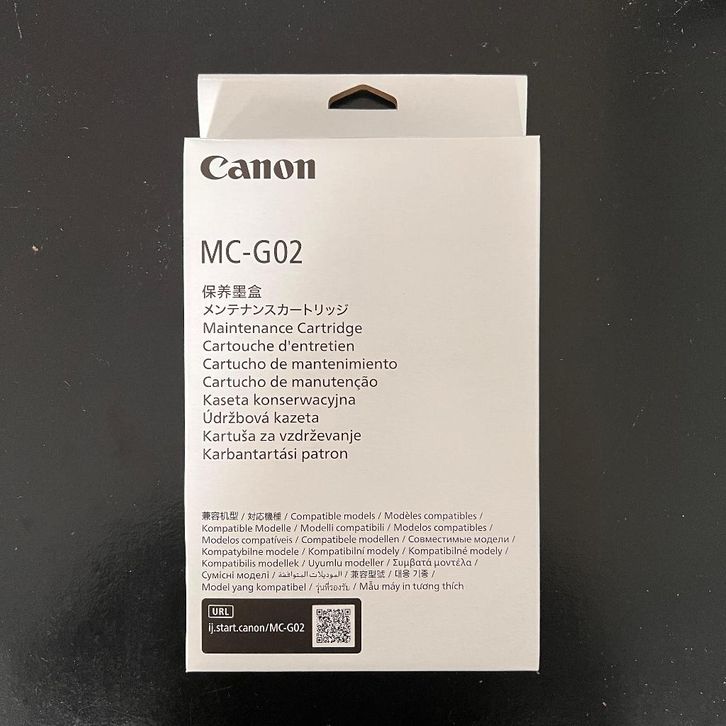 Canon
MC-G02
保养墨盒
メンテナンスカートリッジ
Maintenance Cartridge
Cartouche d'entretien
Cartucho de mantenimiento
Cartucho de manutenção
Kaseta konserwacyjna
Údržbová kazeta
Kartuša za vzdrževanje
Karbantartási patron
兼容机型 / 対応機種 / Compatible models / Modèles compatibles /
Kompatible Modelle / Modelli compatibili / Modelos compatibles /
Modelos compatíveis / Compatibele modellen / Совместимые модели /
Kompatybilne modele / Kompatibilní modely / Kompatibilné modely /
Kompatibilis modellek / Uyumlu modeller / Συμβατά μοντέλα /
Сумісні моделі / الموديلات المتوافقة / 兼容型號 / 대응 기종 /
Model yang kompatibel / รุ่นที่รองรับ / Mẫu máy in tương thích
URL
ij.start.canon/MC-G02